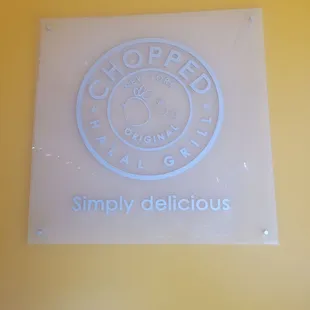 CHOPPED
ORIGINAL
HALAL GRILL
Simply delicious